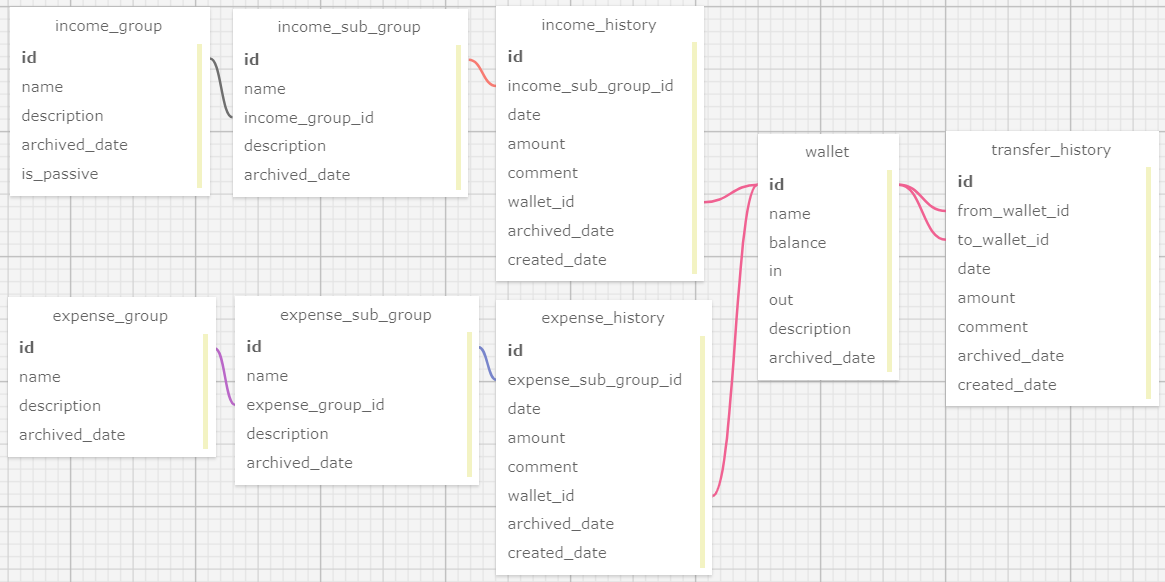 income_group
id
name
description
archived_date
is_passive
income_sub_group
id
name
income_group_id
description
archived_date
income_history
id
income_sub_group_id
date
amount
comment
wallet_id
archived_date
created_date
wallet
id
name
balance
in
out
description
archived_date
transfer_history
id
from_wallet_id
to_wallet_id
date
amount
comment
archived_date
created_date
expense_group
id
name
description
archived_date
expense_sub_group
id
name
expense_group_id
description
archived_date
expense_history
id
expense_sub_group_id
date
amount
comment
wallet_id
archived_date
created_date